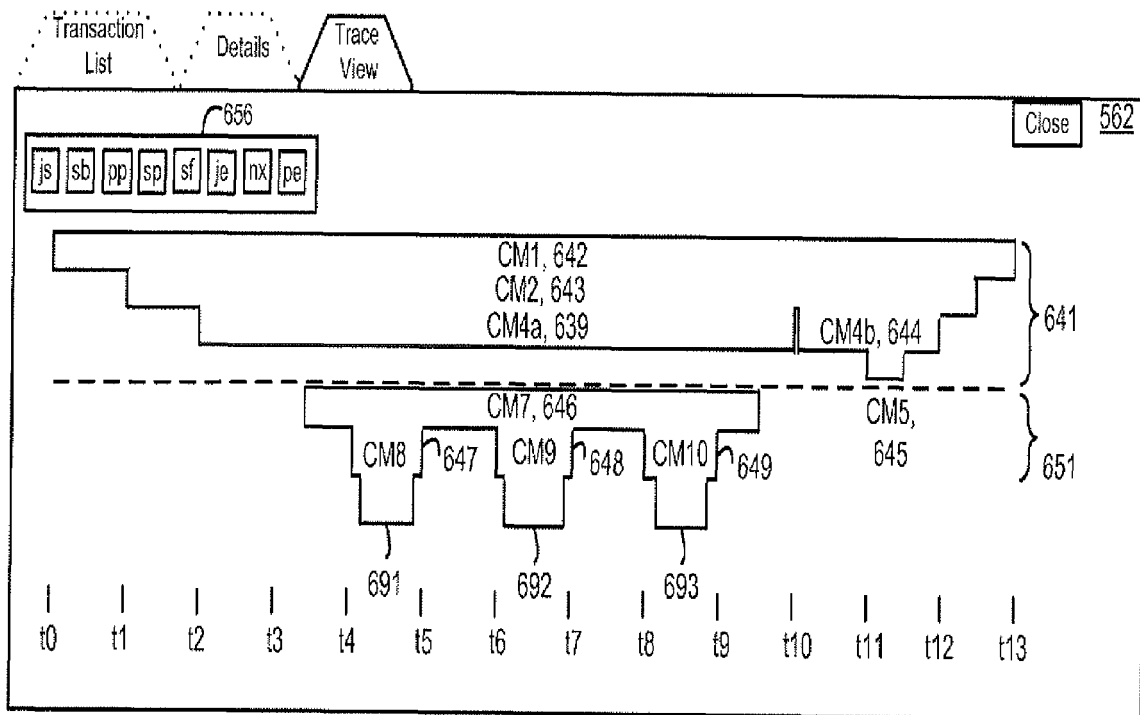 Transaction
List
Details
Trace
View
Close
562
656
js sb pp sp sf je nx pe
CM1, 642
CM2, 643
CM4a, 639
CM4b, 644
641
CM7, 646
CM5,
645
CM8
647
CM9
648
CM10
649
651
691
692
693
t0 t1 t2 t3 t4 t5 t6 t7 t8 t9 t10 t11 t12 t13